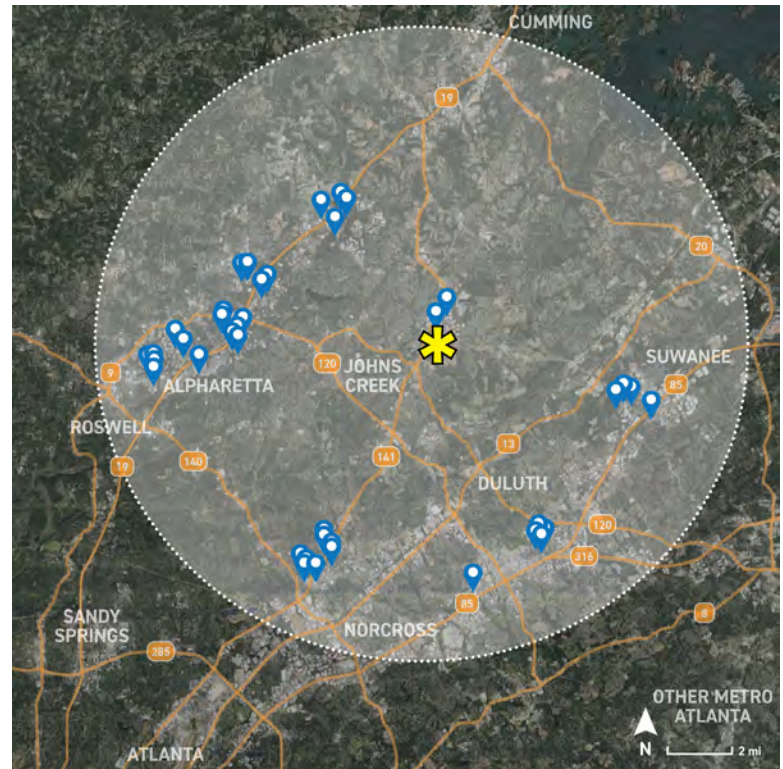 CUMMING
19
20
SUWANEE
85
9
ALPHARETTA
120
JOHNS
CREEK
ROSWELL
19
140
141
13
DULUTH
120
316
85
8
SANDY
SPRINGS
NORCROSS
285
OTHER METRO
ATLANTA
ATLANTA
N
2 mi